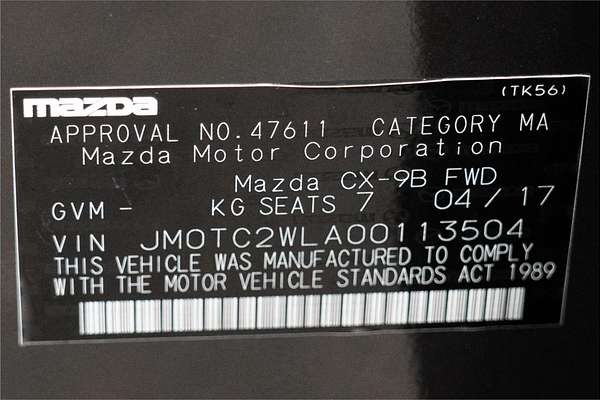 mazda (TK56)
APPROVAL NO. 47611 CATEGORY MA
Mazda Motor Corporation
Mazda CX-9B FWD
GVM - KG SEATS 7 04 / 17
VIN JM0TC2WLA00113504
THIS VEHICLE WAS MANUFACTURED TO COMPLY
WITH THE MOTOR VEHICLE STANDARDS ACT 1989